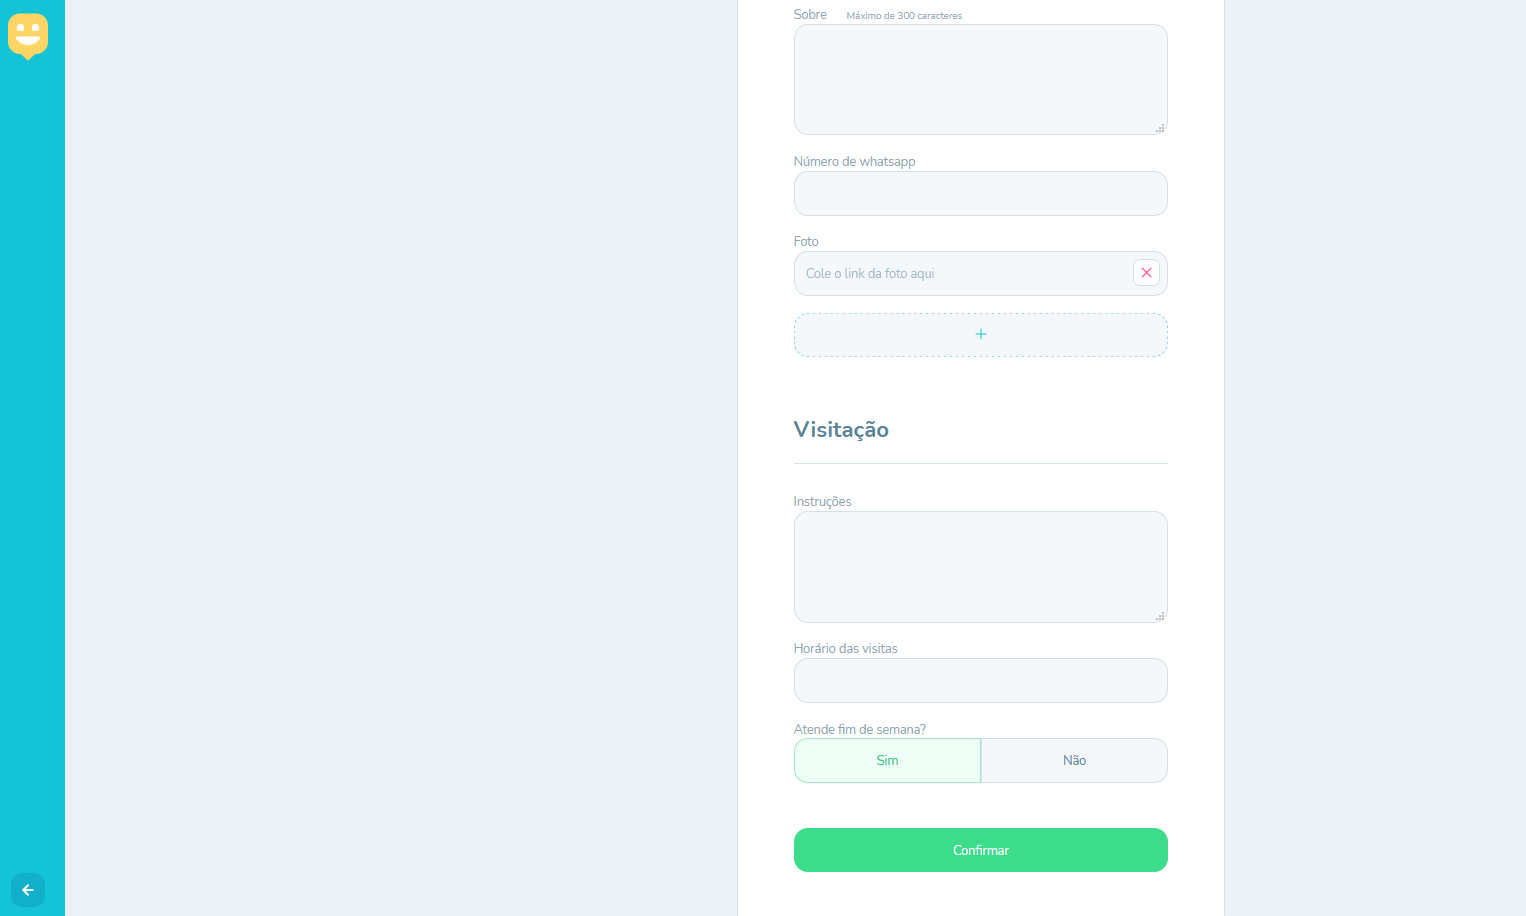 Sobre Máximo de 300 caracteres
Número de whatsapp
Foto
Cole o link da foto aqui
Visitação
Instruções
Horário das visitas
Atende fim de semana?
Sim Não
Confirmar